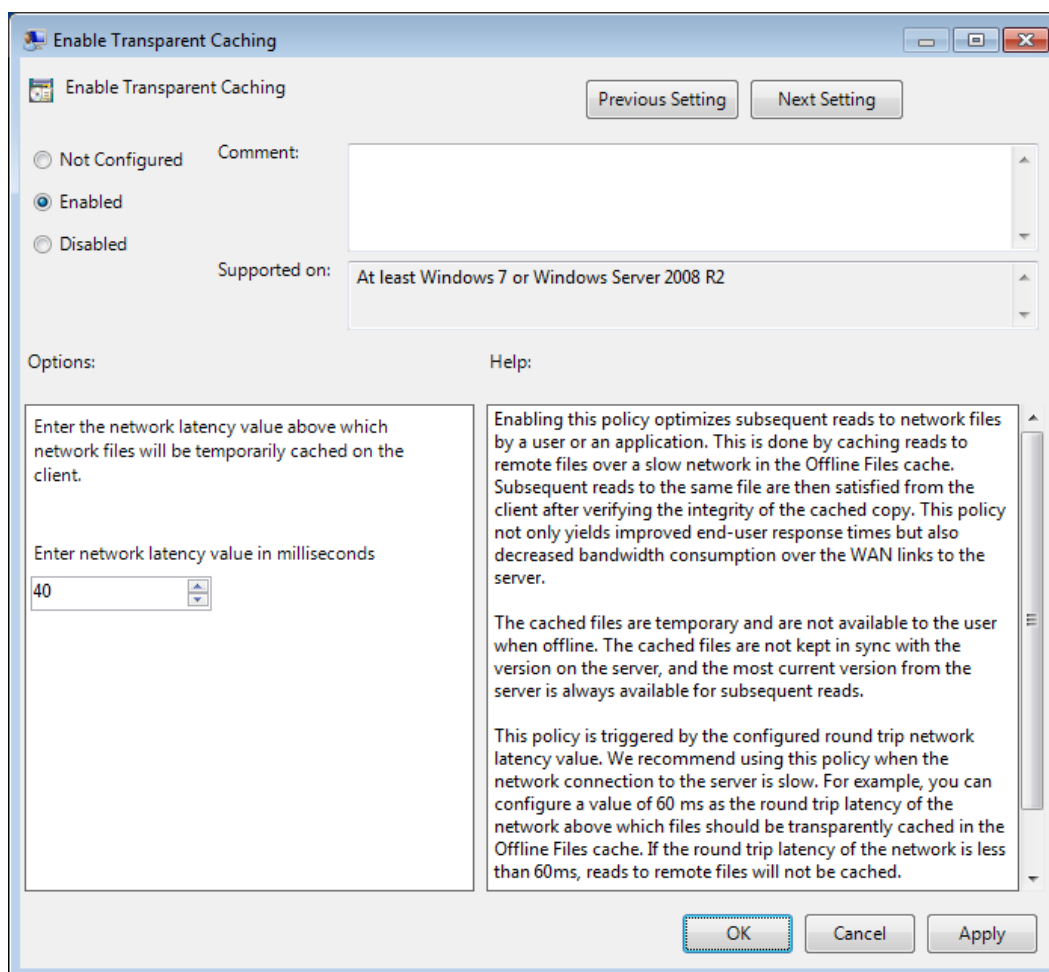 Enable Transparent Caching
Enable Transparent Caching
Previous Setting
Next Setting
Not Configured
Comment:
Enabled
Disabled
Supported on:
At least Windows 7 or Windows Server 2008 R2
Options:
Help:
Enter the network latency value above which
network files will be temporarily cached on the
client.
Enter network latency value in milliseconds
40
Enabling this policy optimizes subsequent reads to network files
by a user or an application. This is done by caching reads to
remote files over a slow network in the Offline Files cache.
Subsequent reads to the same file are then satisfied from the
client after verifying the integrity of the cached copy. This policy
not only yields improved end-user response times but also
decreased bandwidth consumption over the WAN links to the
server.
The cached files are temporary and are not available to the user
when offline. The cached files are not kept in sync with the
version on the server, and the most current version from the
server is always available for subsequent reads.
This policy is triggered by the configured round trip network
latency value. We recommend using this policy when the
network connection to the server is slow. For example, you can
configure a value of 60 ms as the round trip latency of the
network above which files should be transparently cached in the
Offline Files cache. If the round trip latency of the network is less
than 60ms, reads to remote files will not be cached.
OK
Cancel
Apply